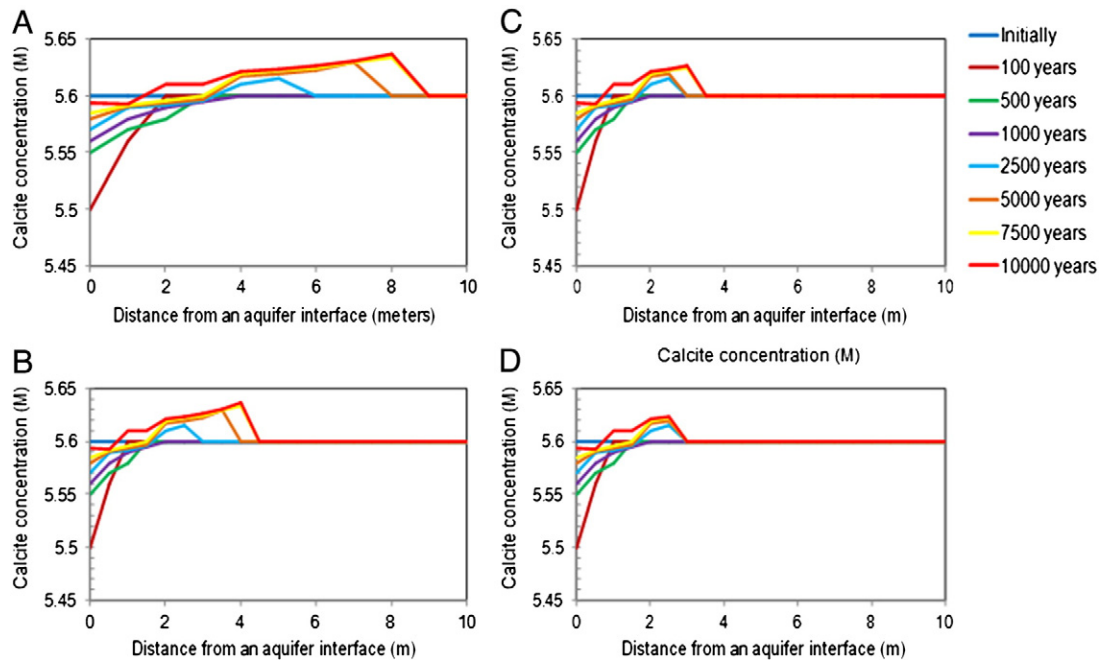 A
Calcite concentration (M)
5.65
5.6
5.55
5.5
5.45
0 2 4 6 8 10
Distance from an aquifer interface (meters)
C
Calcite concentration (M)
5.65
5.6
5.55
5.5
5.45
0 2 4 6 8 10
Distance from an aquifer interface (m)
Initially
100 years
500 years
1000 years
2500 years
5000 years
7500 years
10000 years
B
Calcite concentration (M)
5.65
5.6
5.55
5.5
5.45
0 2 4 6 8 10
Distance from an aquifer interface (m)
D
Calcite concentration (M)
Calcite concentration (M)
5.65
5.6
5.55
5.5
5.45
0 2 4 6 8 10
Distance from an aquifer interface (m)